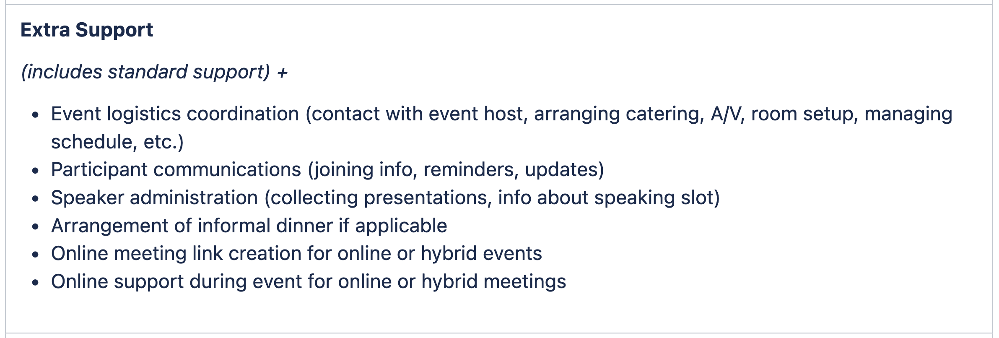 Extra Support
(includes standard support) +
• Event logistics coordination (contact with event host, arranging catering, A/V, room setup, managing
schedule, etc.)
• Participant communications (joining info, reminders, updates)
• Speaker administration (collecting presentations, info about speaking slot)
• Arrangement of informal dinner if applicable
• Online meeting link creation for online or hybrid events
• Online support during event for online or hybrid meetings